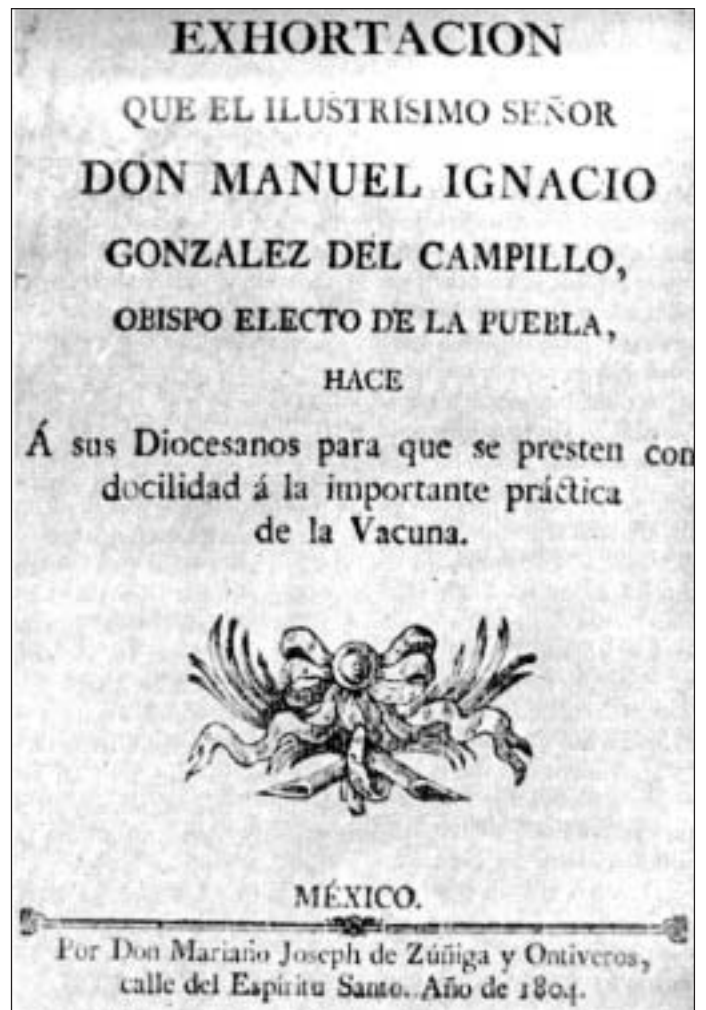 EXHORTACION
QUE EL ILUSTRÍSIMO SEÑOR
DON MANUEL IGNACIO
GONZALEZ DEL CAMPILLO,
OBISPO ELECTO DE LA PUEBLA,
HACE
Á sus Diocesanos para que se presten con
docilidad á la importante práctica
de la Vacuna.
MÉXICO.
Por Don Mariano Joseph de Zúñiga y Ontiveros,
calle del Espíritu Santo. Año de 1804.